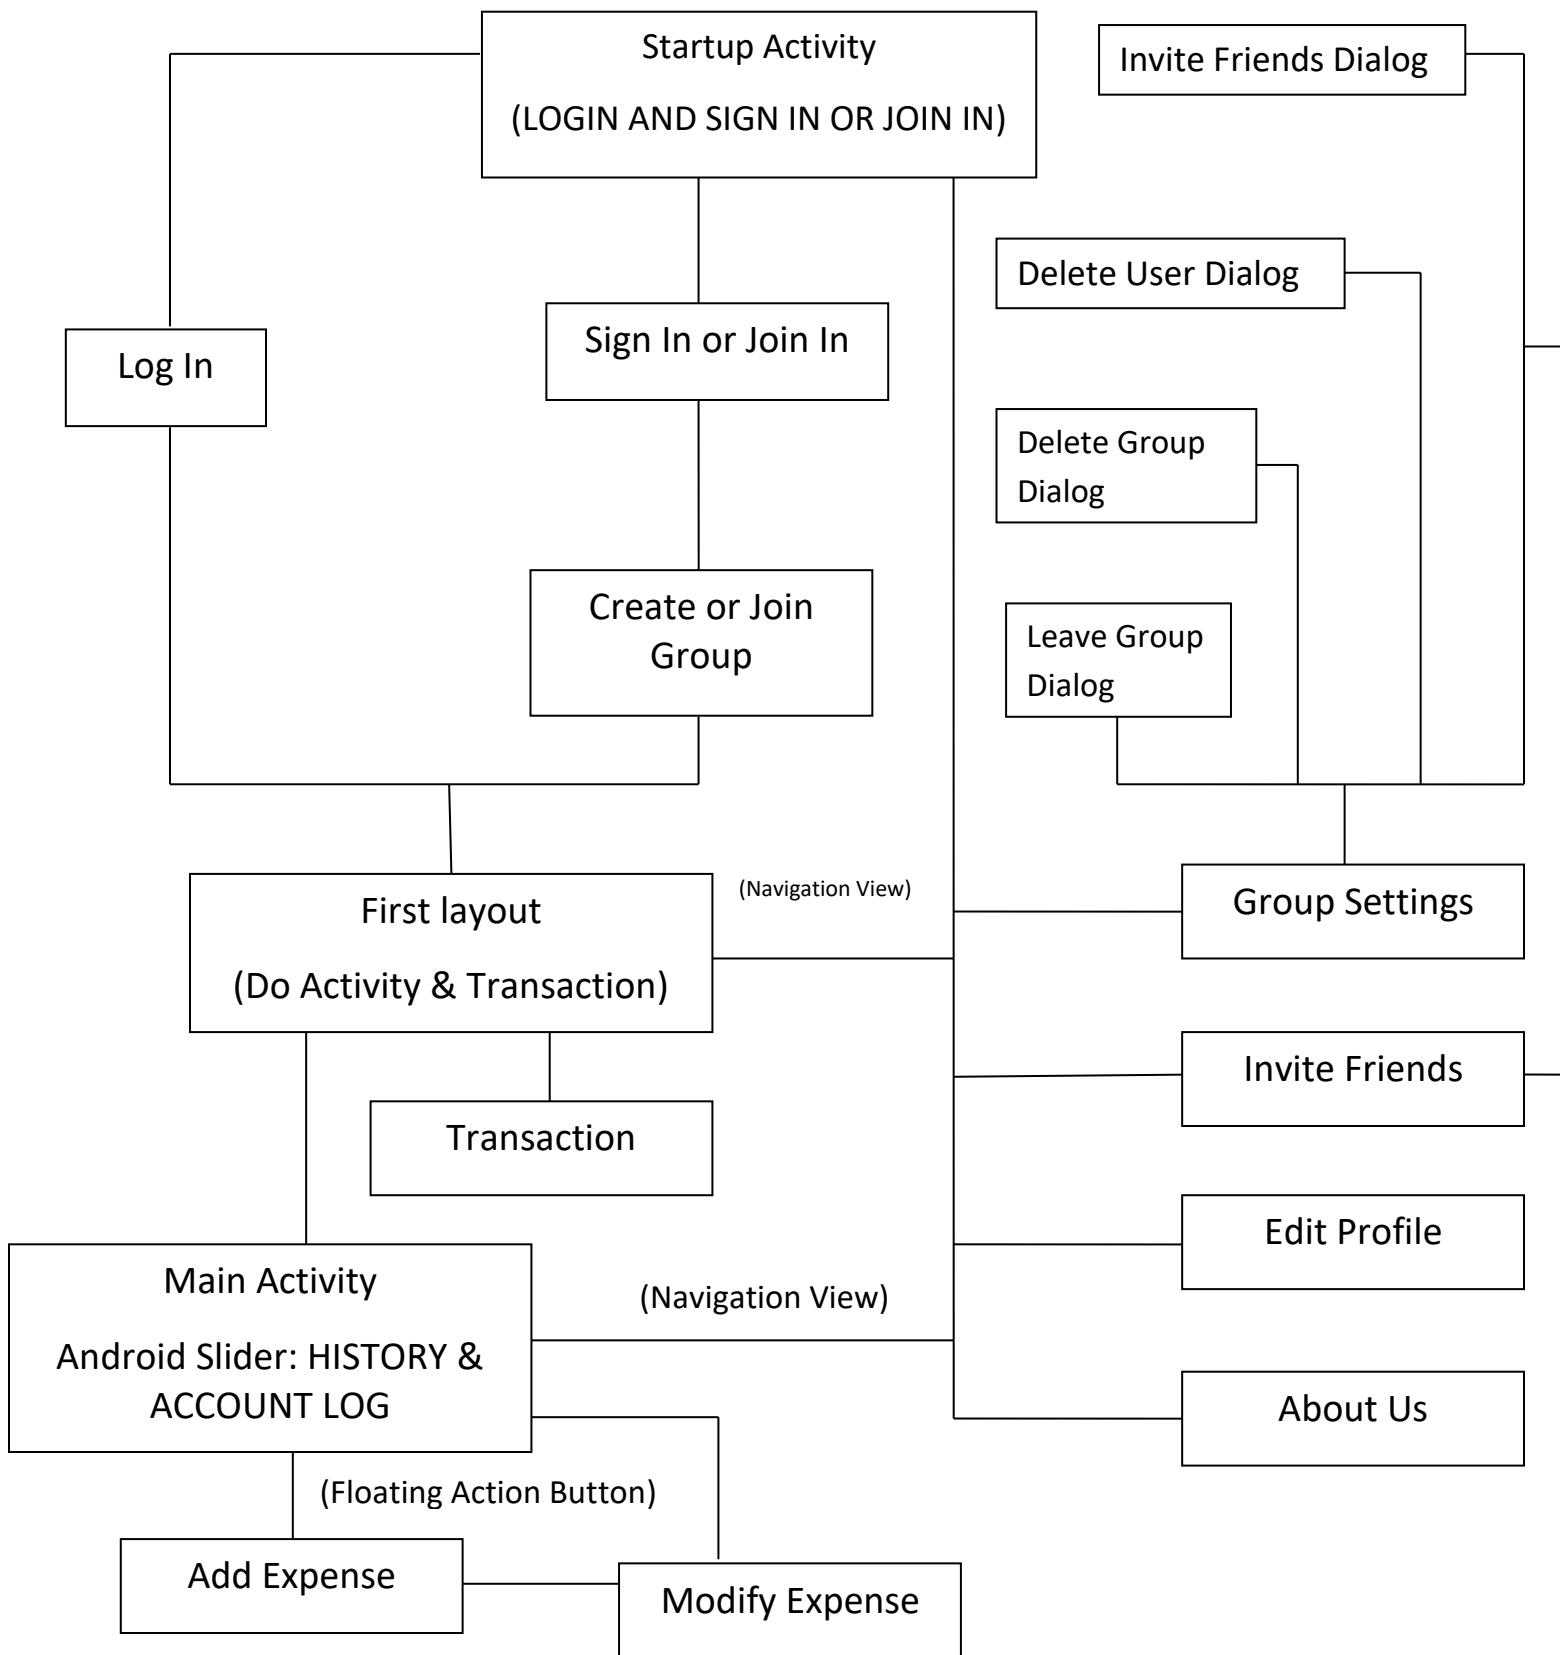 Startup Activity
(LOGIN AND SIGN IN OR JOIN IN)
Invite Friends Dialog
Delete User Dialog
Log In
Sign In or Join In
Delete Group
Dialog
Create or Join
Group
Leave Group
Dialog
First layout
(Do Activity & Transaction)
(Navigation View)
Group Settings
Invite Friends
Transaction
Edit Profile
Main Activity
Android Slider: HISTORY &
ACCOUNT LOG
(Navigation View)
About Us
(Floating Action Button)
Add Expense
Modify Expense